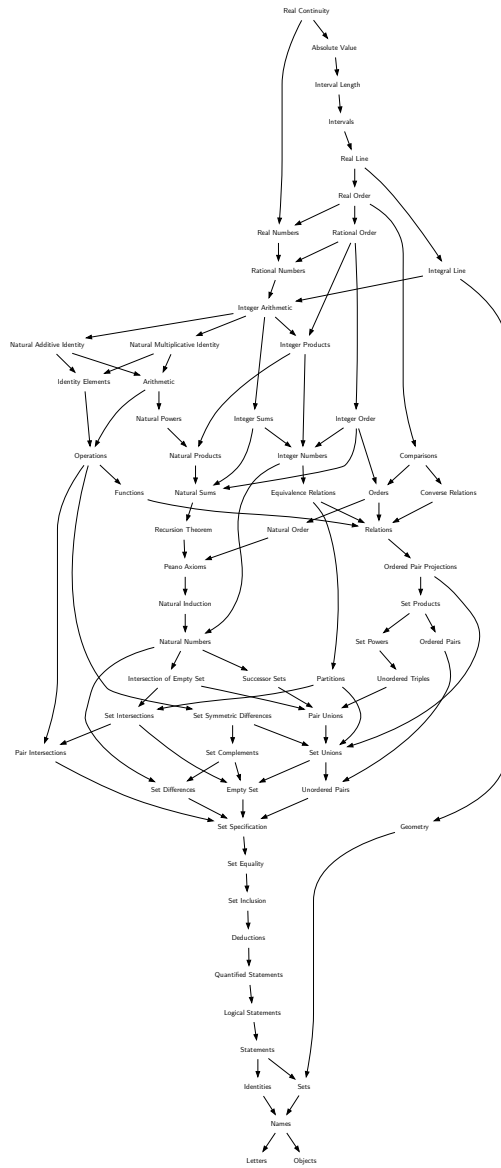 Real Continuity
Absolute Value
Interval Length
Intervals
Real Line
Real Order
Real Numbers
Rational Order
Rational Numbers
Integral Line
Integer Arithmetic
Natural Additive Identity
Natural Multiplicative Identity
Integer Products
Identity Elements
Arithmetic
Natural Powers
Integer Sums
Integer Order
Operations
Natural Products
Integer Numbers
Comparisons
Functions
Natural Sums
Equivalence Relations
Orders
Converse Relations
Recursion Theorem
Natural Order
Relations
Peano Axioms
Ordered Pair Projections
Natural Induction
Set Products
Natural Numbers
Set Powers
Ordered Pairs
Intersection of Empty Set
Successor Sets
Partitions
Unordered Triples
Set Intersections
Set Symmetric Differences
Pair Unions
Pair Intersections
Set Complements
Set Unions
Set Differences
Empty Set
Unordered Pairs
Set Specification
Geometry
Set Equality
Set Inclusion
Deductions
Quantified Statements
Logical Statements
Statements
Identities
Sets
Names
Letters
Objects